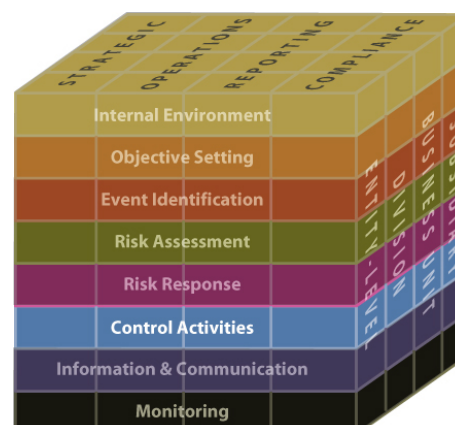 STRATEGIC
OPERATIONS
REPORTING
COMPLIANCE
Internal Environment
Objective Setting
Event Identification
Risk Assessment
Risk Response
Control Activities
Information & Communication
Monitoring
ENTITY-LEVEL
DIVISION
BUSINESS UNIT
SUBSIDIARY